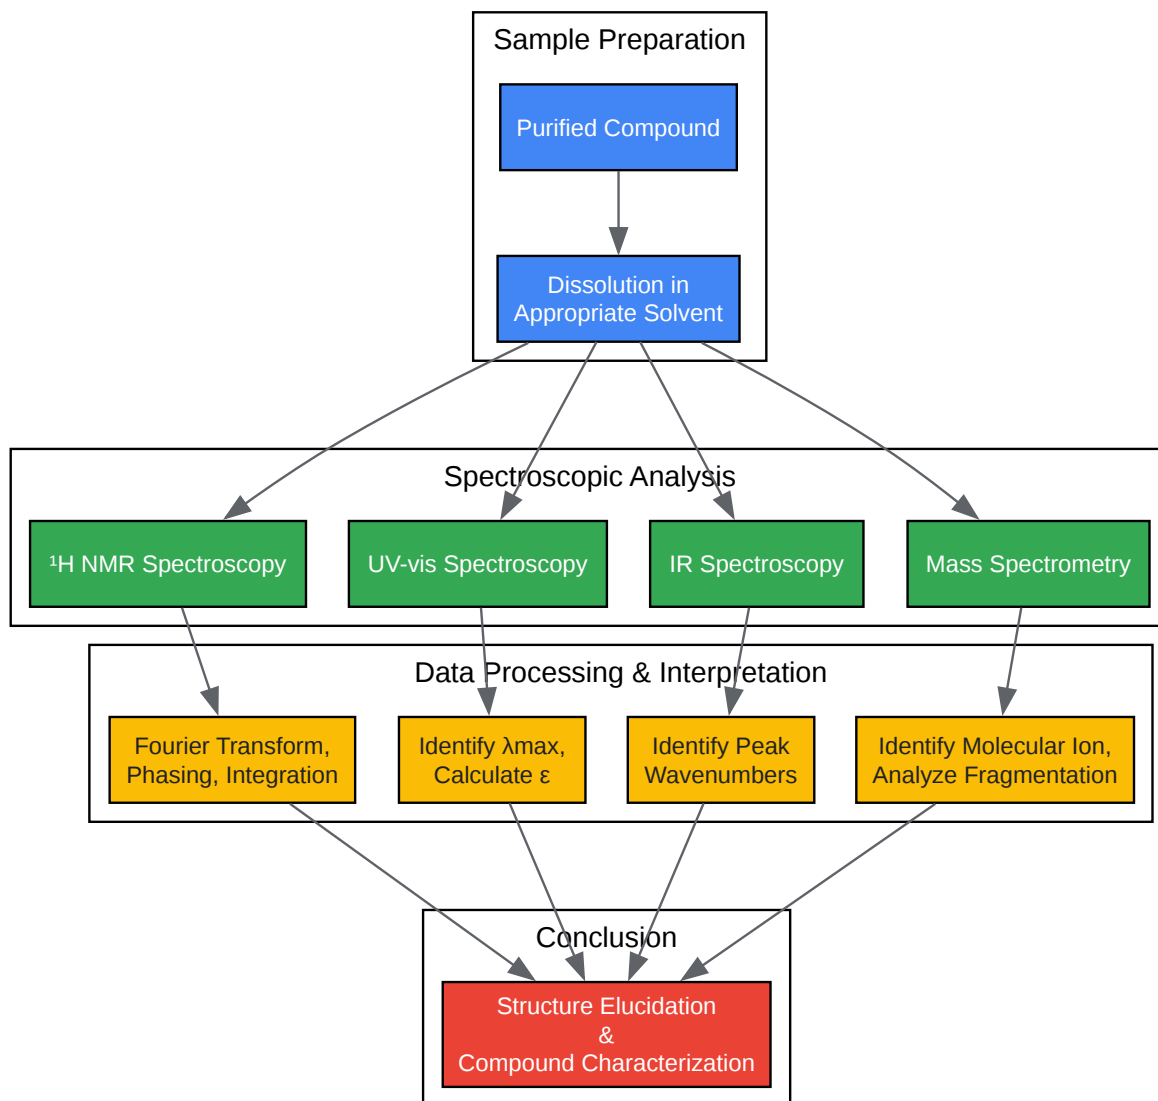 Sample Preparation
Purified Compound
Dissolution in
Appropriate Solvent
Spectroscopic Analysis
¹H NMR Spectroscopy
UV-vis Spectroscopy
IR Spectroscopy
Mass Spectrometry
Data Processing & Interpretation
Fourier Transform,
Phasing, Integration
Identify λmax,
Calculate ε
Identify Peak
Wavenumbers
Identify Molecular Ion,
Analyze Fragmentation
Conclusion
Structure Elucidation
&
Compound Characterization